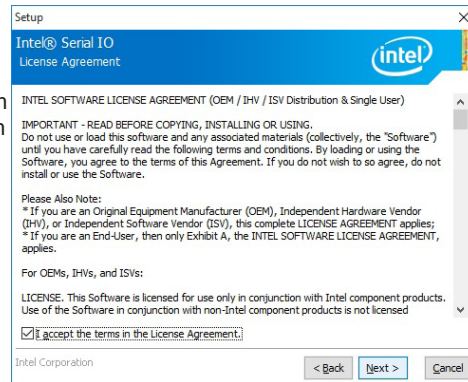 Setup
Intel® Serial IO
License Agreement
intel
INTEL SOFTWARE LICENSE AGREEMENT (OEM / IHV / ISV Distribution & Single User)
IMPORTANT - READ BEFORE COPYING, INSTALLING OR USING.
Do not use or load this software and any associated materials (collectively, the "Software")
until you have carefully read the following terms and conditions. By loading or using the
Software, you agree to the terms of this Agreement. If you do not wish to so agree, do not
install or use the Software.
Please Also Note:
* If you are an Original Equipment Manufacturer (OEM), Independent Hardware Vendor
(IHV), or Independent Software Vendor (ISV), this complete LICENSE AGREEMENT applies;
* If you are an End-User, then only Exhibit A, the INTEL SOFTWARE LICENSE AGREEMENT,
applies.
For OEMs, IHVs, and ISVs:
LICENSE. This Software is licensed for use only in conjunction with Intel component products.
Use of the Software in conjunction with non-Intel component products is not licensed
I accept the terms in the License Agreement.
Intel Corporation
< Back Next > Cancel